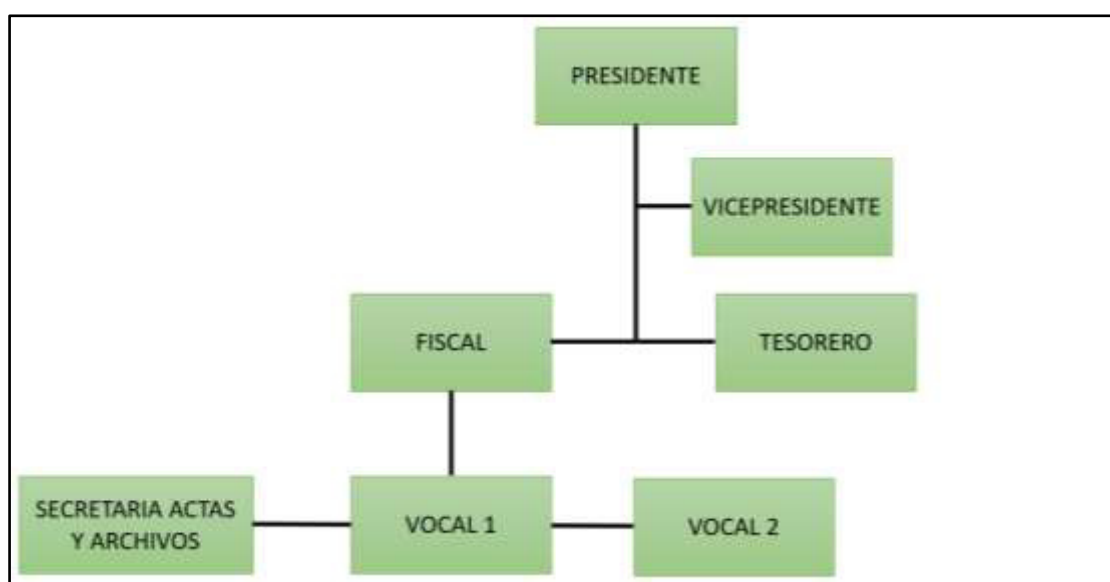 PRESIDENTE
VICEPRESIDENTE
FISCAL
TESORERO
SECRETARIA ACTAS
Y ARCHIVOS
VOCAL 1
VOCAL 2